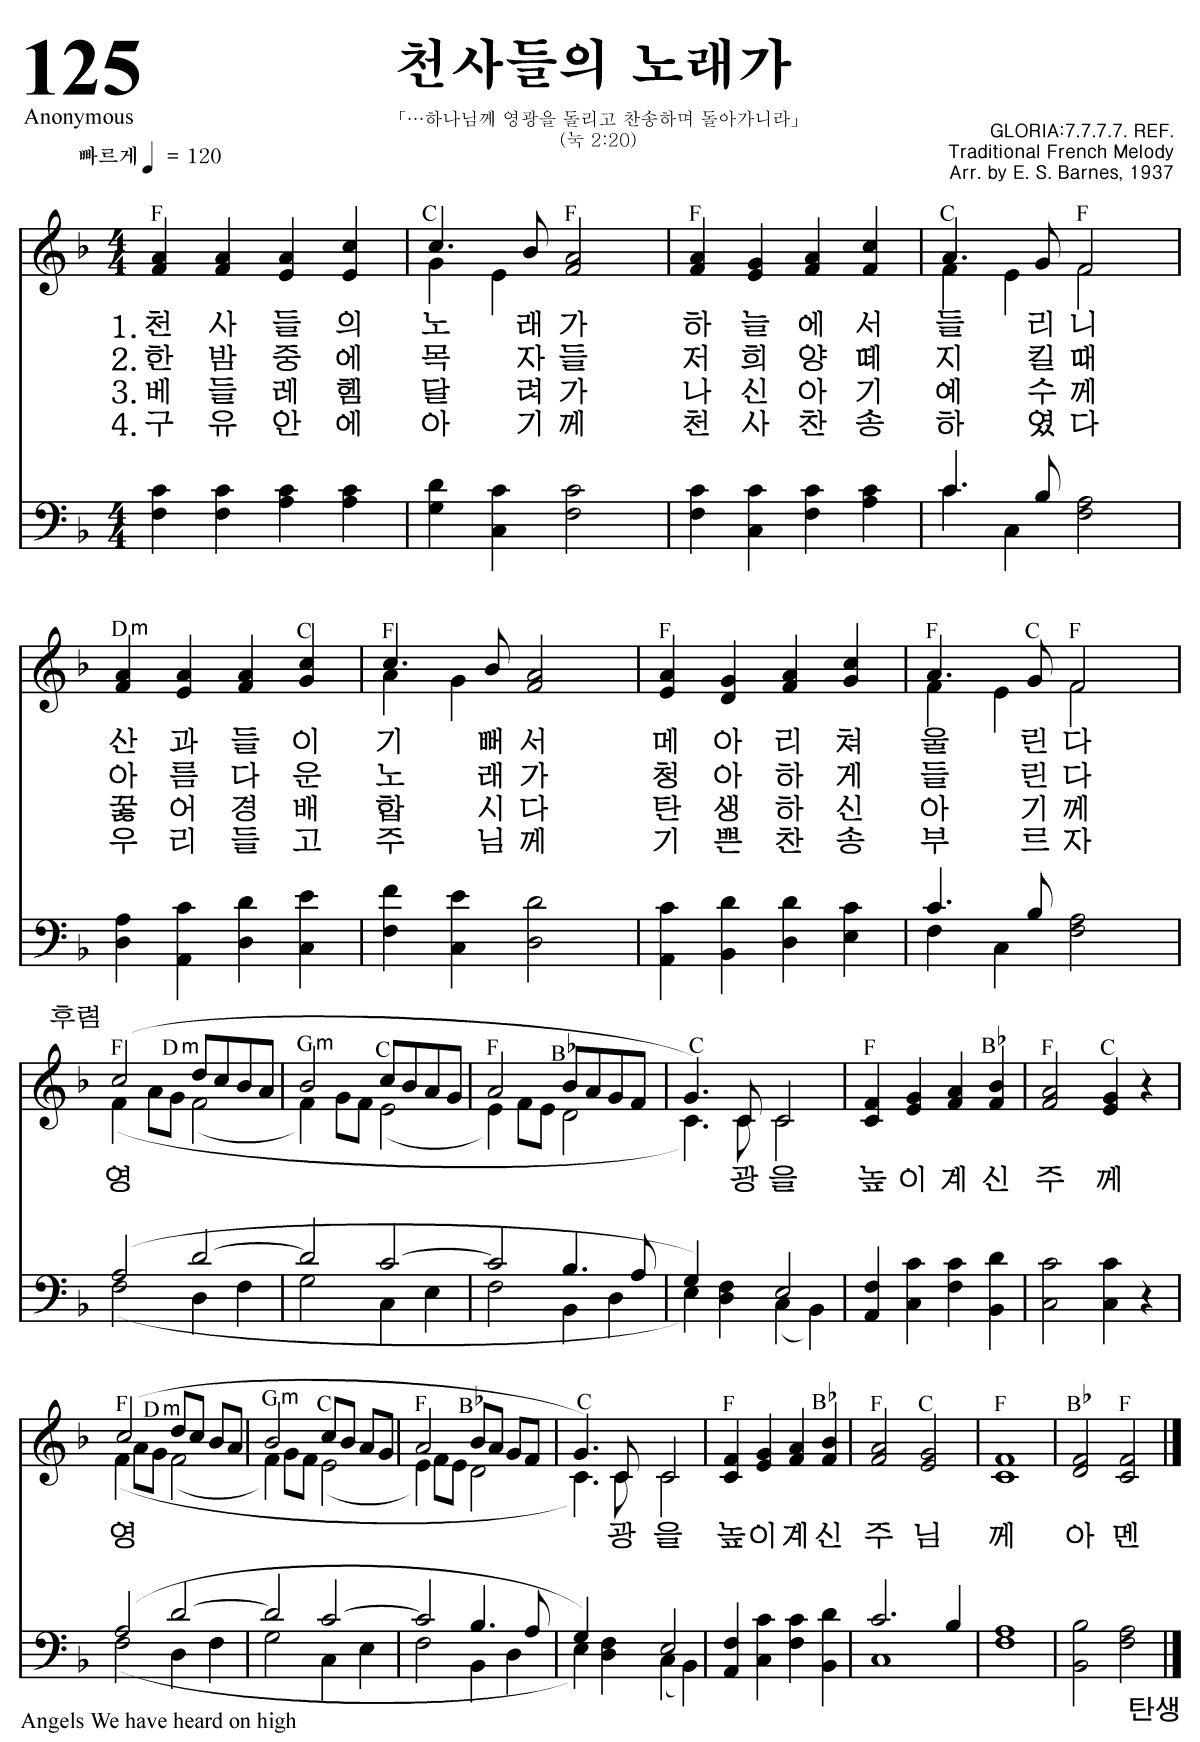 125
천사들의 노래가
Anonymous
「…하나님께 영광을 돌리고 찬송하며 돌아가니라」
(눅 2:20)
GLORIA:7.7.7.7. REF.
Traditional French Melody
Arr. by E. S. Barnes, 1937
빠르게 ♩ = 120
F C F F C F
1. 천 사 들 의 노 래 가 하 늘 에 서 들 리 니
2. 한 밤 중 에 목 자 들 저 희 양 떼 지 킬 때
3. 베 들 레 헴 달 려 가 나 신 아 기 예 수 께
4. 구 유 안 에 아 기 께 천 사 찬 송 하 였 다
Dm C F F F C F
산 과 들 이 기 뻐 서 메 아 리 쳐 울 린 다
아 름 다 운 노 래 가 청 아 하 게 들 린 다
꿇 어 경 배 합 시 다 탄 생 하 신 아 기 께
우 리 들 고 주 님 께 기 쁜 찬 송 부 르 자
후렴
F Dm Gm C F B♭ C F B♭ F C
영 광 을 높 이 계 신 주 께
F Dm Gm C F B♭ C F B♭ F C F B♭ F
영 광 을 높 이 계 신 주 님 께 아 멘
Angels We have heard on high
탄생